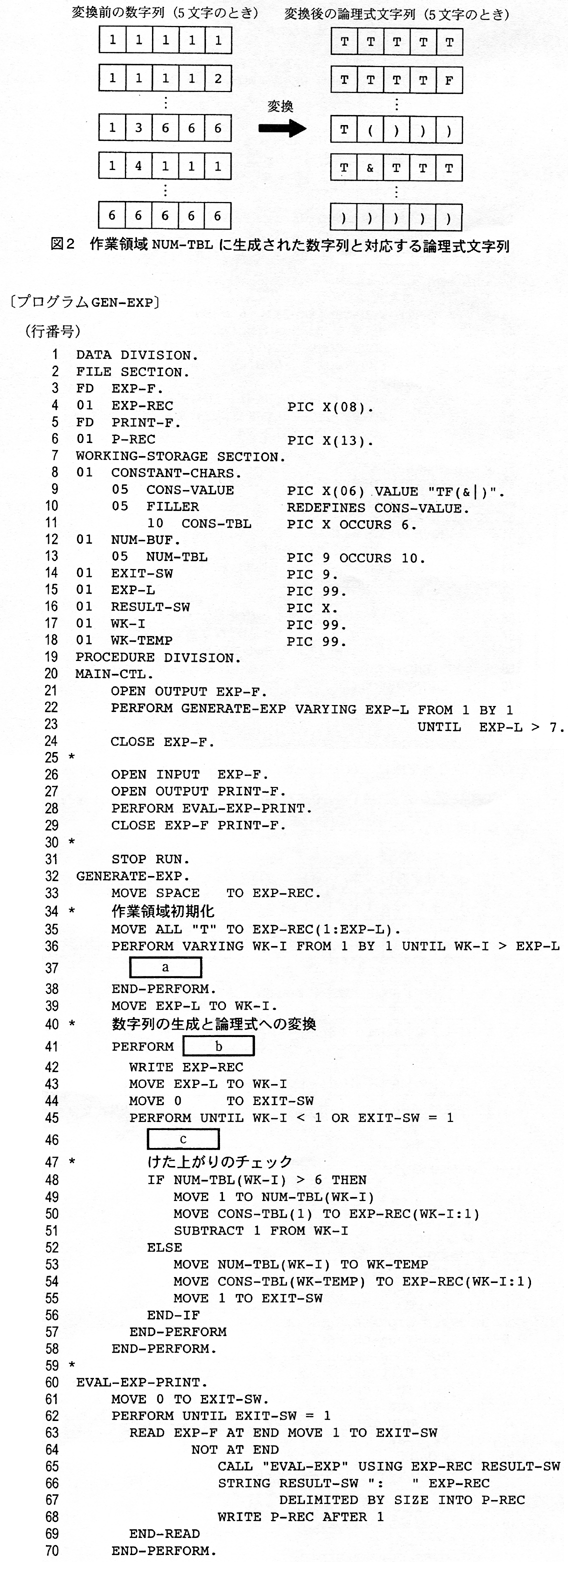 変換前の数字列（5文字のとき） 変換後の論理式文字列（5文字のとき）
1 1 1 1 1 T T T T T
1 1 1 1 2 T T T T F
⋮ ⋮
変換
1 3 6 6 6 T ( ) ) )
1 4 1 1 1 T & T T T
⋮ ⋮
6 6 6 6 6 ) ) ) ) )
図2 作業領域 NUM-TBL に生成された数字列と対応する論理式文字列
〔プログラム GEN-EXP〕
（行番号）
1 DATA DIVISION.
2 FILE SECTION.
3 FD EXP-F.
4 01 EXP-REC PIC X(08).
5 FD PRINT-F.
6 01 P-REC PIC X(13).
7 WORKING-STORAGE SECTION.
8 01 CONSTANT-CHARS.
9 05 CONS-VALUE PIC X(06) VALUE "TF(&|)".
10 05 FILLER REDEFINES CONS-VALUE.
11 10 CONS-TBL PIC X OCCURS 6.
12 01 NUM-BUF.
13 05 NUM-TBL PIC 9 OCCURS 10.
14 01 EXIT-SW PIC 9.
15 01 EXP-L PIC 99.
16 01 RESULT-SW PIC X.
17 01 WK-I PIC 99.
18 01 WK-TEMP PIC 99.
19 PROCEDURE DIVISION.
20 MAIN-CTL.
21 OPEN OUTPUT EXP-F.
22 PERFORM GENERATE-EXP VARYING EXP-L FROM 1 BY 1
23 UNTIL EXP-L > 7.
24 CLOSE EXP-F.
25 *
26 OPEN INPUT EXP-F.
27 OPEN OUTPUT PRINT-F.
28 PERFORM EVAL-EXP-PRINT.
29 CLOSE EXP-F PRINT-F.
30 *
31 STOP RUN.
32 GENERATE-EXP.
33 MOVE SPACE TO EXP-REC.
34 * 作業領域初期化
35 MOVE ALL "T" TO EXP-REC(1:EXP-L).
36 PERFORM VARYING WK-I FROM 1 BY 1 UNTIL WK-I > EXP-L
37 a
38 END-PERFORM.
39 MOVE EXP-L TO WK-I.
40 * 数字列の生成と論理式への変換
41 PERFORM b
42 WRITE EXP-REC
43 MOVE EXP-L TO WK-I
44 MOVE 0 TO EXIT-SW
45 PERFORM UNTIL WK-I < 1 OR EXIT-SW = 1
46 c
47 * けた上がりのチェック
48 IF NUM-TBL(WK-I) > 6 THEN
49 MOVE 1 TO NUM-TBL(WK-I)
50 MOVE CONS-TBL(1) TO EXP-REC(WK-I:1)
51 SUBTRACT 1 FROM WK-I
52 ELSE
53 MOVE NUM-TBL(WK-I) TO WK-TEMP
54 MOVE CONS-TBL(WK-TEMP) TO EXP-REC(WK-I:1)
55 MOVE 1 TO EXIT-SW
56 END-IF
57 END-PERFORM
58 END-PERFORM.
59 *
60 EVAL-EXP-PRINT.
61 MOVE 0 TO EXIT-SW.
62 PERFORM UNTIL EXIT-SW = 1
63 READ EXP-F AT END MOVE 1 TO EXIT-SW
64 NOT AT END
65 CALL "EVAL-EXP" USING EXP-REC RESULT-SW
66 STRING RESULT-SW ":   " EXP-REC
67 DELIMITED BY SIZE INTO P-REC
68 WRITE P-REC AFTER 1
69 END-READ
70 END-PERFORM.